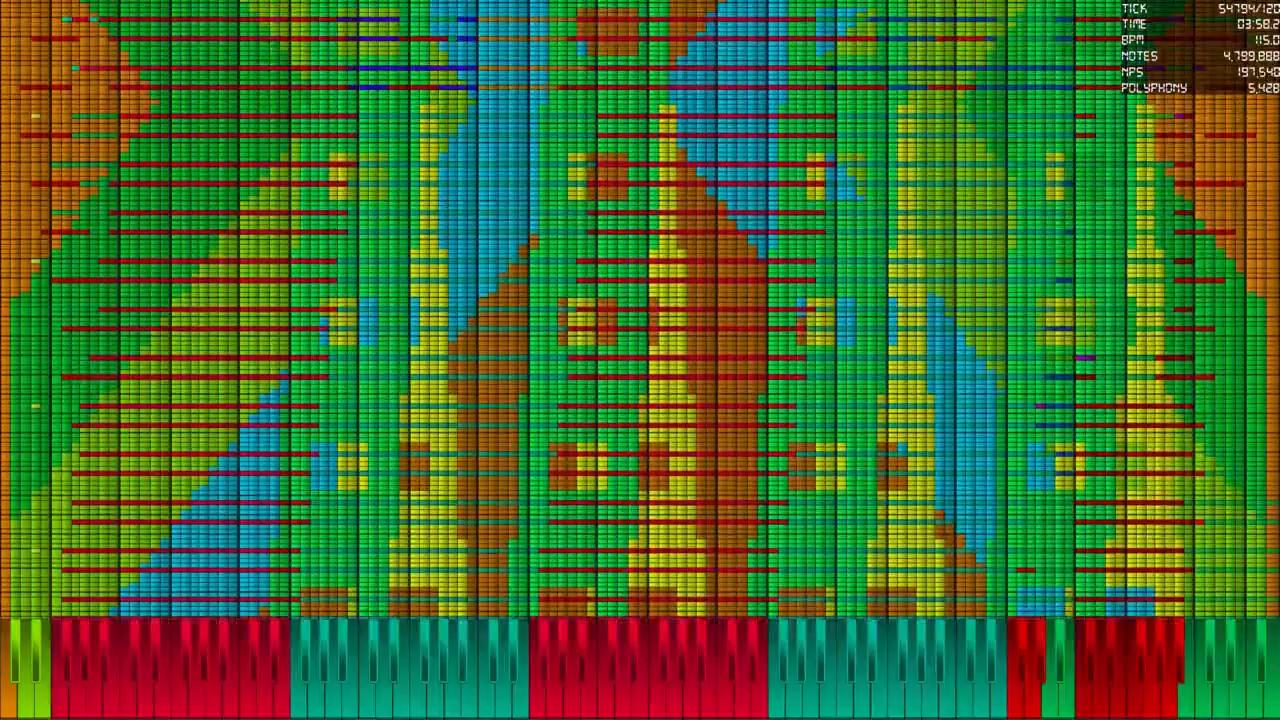 TICK 54794/120
TIME 03:58.2
BPM 115.0
NOTES 4,799,888
NPS 197,540
POLYPHONY 5,428